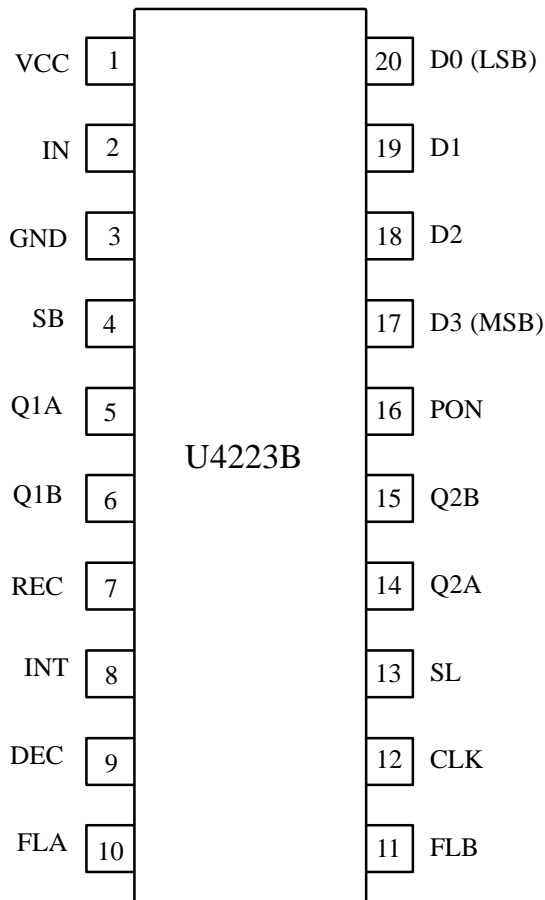 VCC 1 20 D0 (LSB)
IN 2 19 D1
GND 3 18 D2
SB 4 17 D3 (MSB)
Q1A 5 16 PON
U4223B
Q1B 6 15 Q2B
REC 7 14 Q2A
INT 8 13 SL
DEC 9 12 CLK
FLA 10 11 FLB